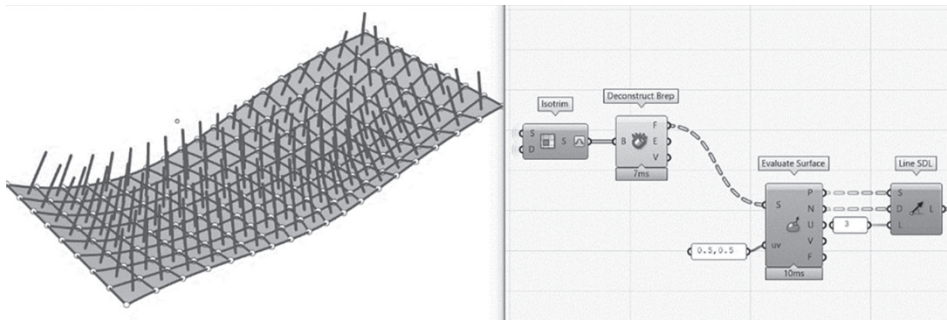 Isotrim
S
D
S
Deconstruct Brep
B
F
E
V
7ms
Evaluate Surface
S
uv
P
N
U
V
F
10ms
0.5,0.5
3
Line SDL
S
D
L
L